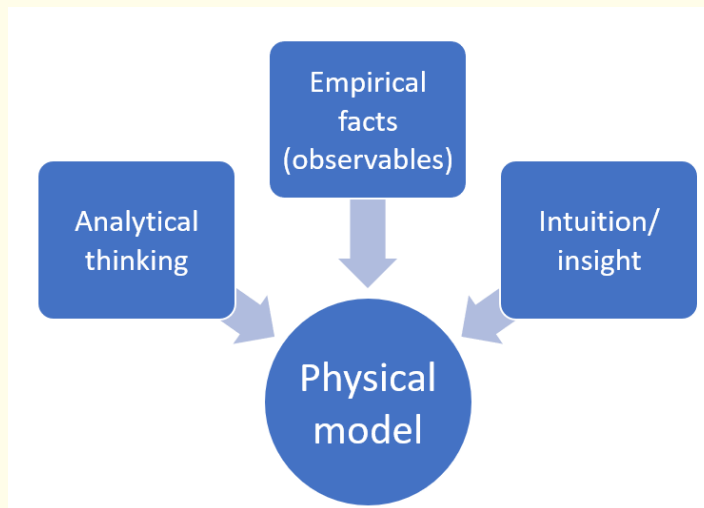 Empirical
facts
(observables)
Analytical
thinking
Intuition/
insight
Physical
model